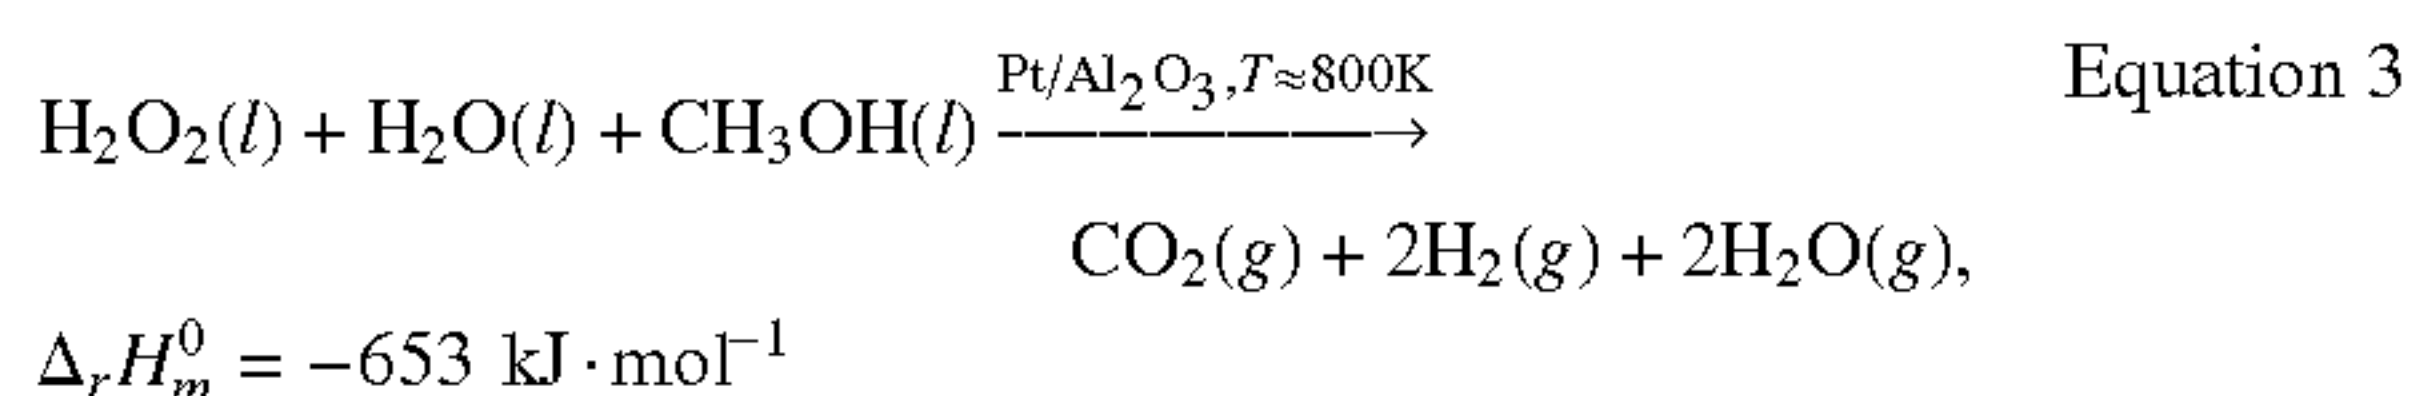 Equation 3
H₂O₂(l) + H₂O(l) + CH₃OH(l) —Pt/Al₂O₃,T≈800K→
CO₂(g) + 2H₂(g) + 2H₂O(g),
ΔᵣH⁰ₘ = −653 kJ·mol⁻¹